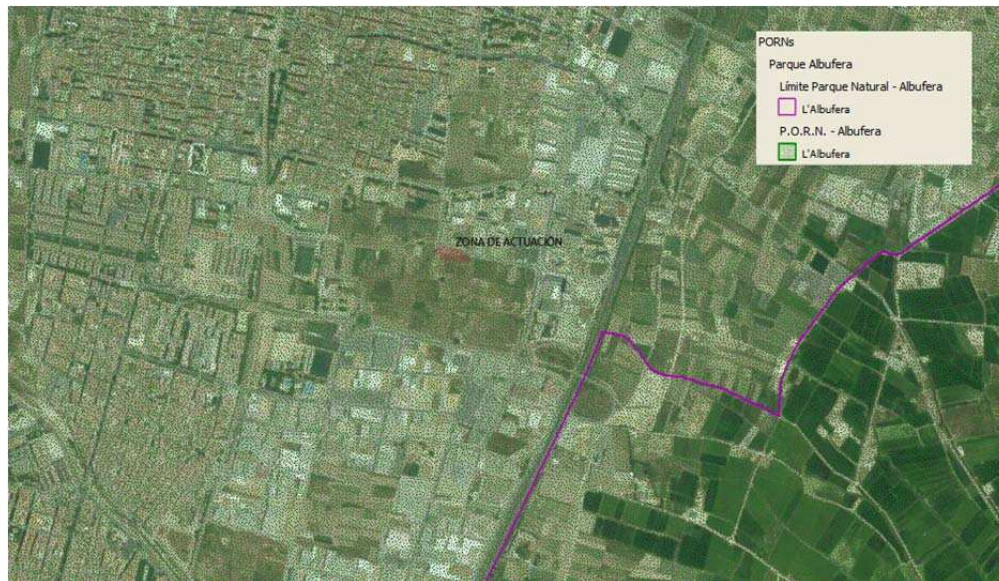 PORNs
Parque Albufera
Límite Parque Natural - Albufera
L'Albufera
P.O.R.N. - Albufera
L'Albufera
ZONA DE ACTUACIÓN